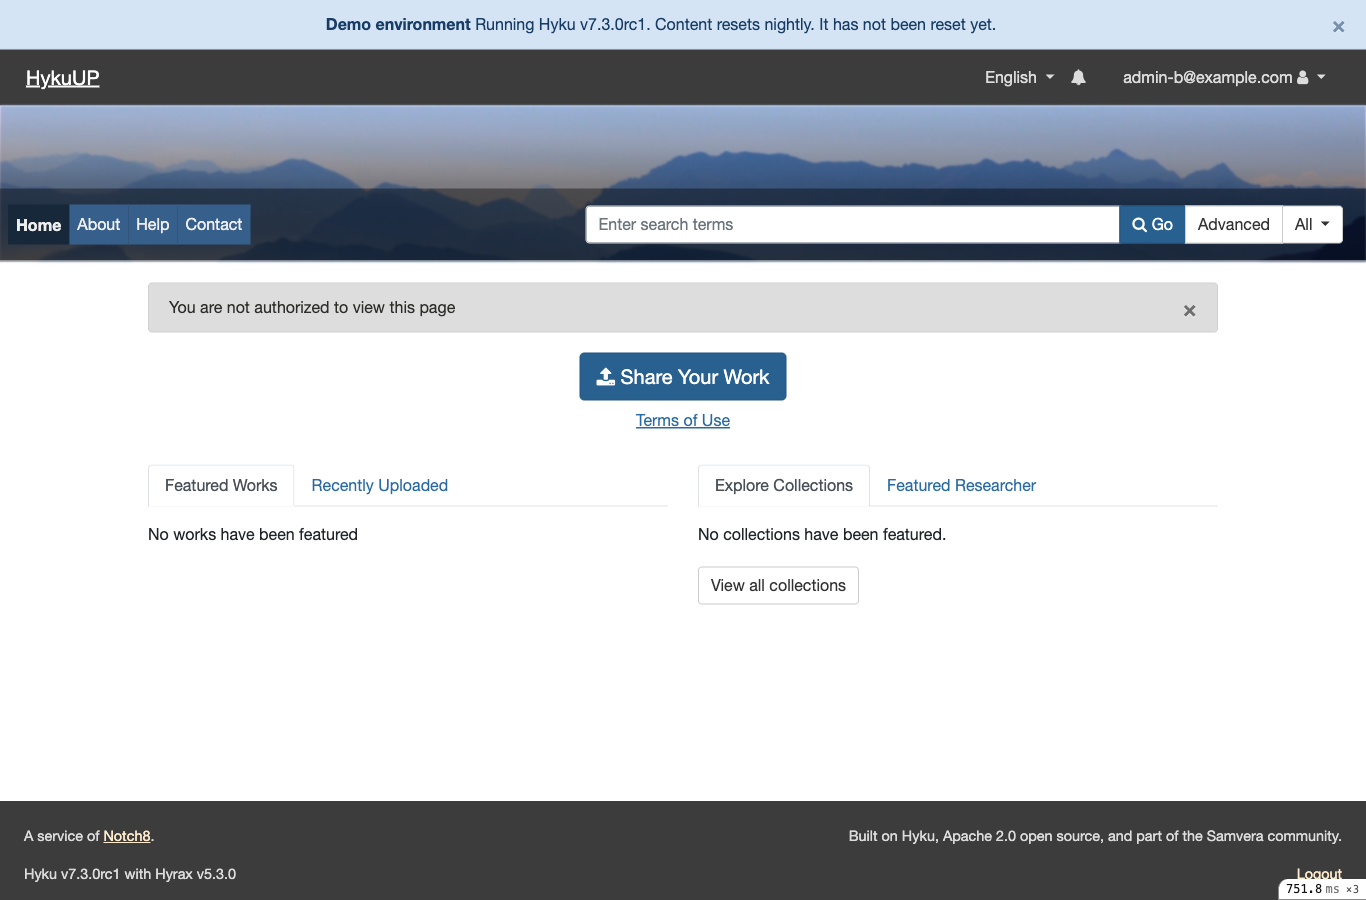 Demo environment Running Hyku v7.3.0rc1. Content resets nightly. It has not been reset yet. ×
HykuUP English admin-b@example.com
Home About Help Contact Enter search terms Go Advanced All
You are not authorized to view this page ×
Share Your Work
Terms of Use
Featured Works Recently Uploaded Explore Collections Featured Researcher
No works have been featured No collections have been featured.
View all collections
A service of Notch8. Built on Hyku, Apache 2.0 open source, and part of the Samvera community.
Hyku v7.3.0rc1 with Hyrax v5.3.0 Logout
751.8 ms ×3